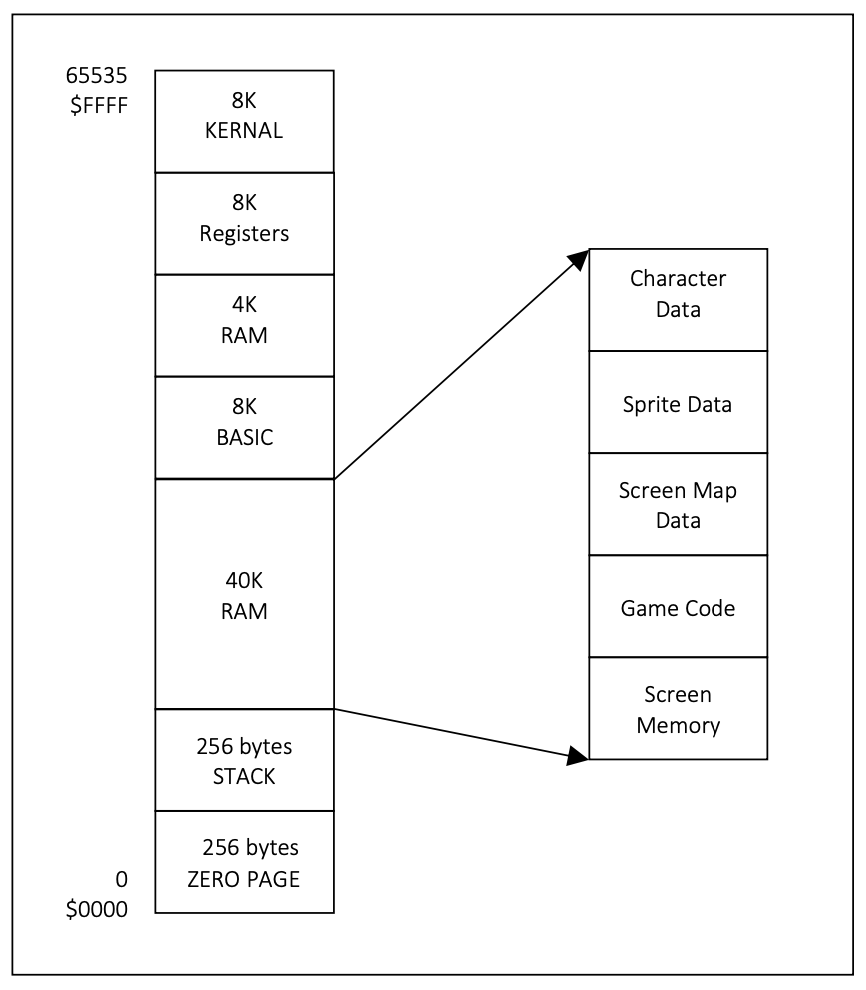 65535
$FFFF
8K
KERNAL
8K
Registers
4K
RAM
8K
BASIC
40K
RAM
256 bytes
STACK
256 bytes
ZERO PAGE
0
$0000
Character
Data
Sprite Data
Screen Map
Data
Game Code
Screen
Memory